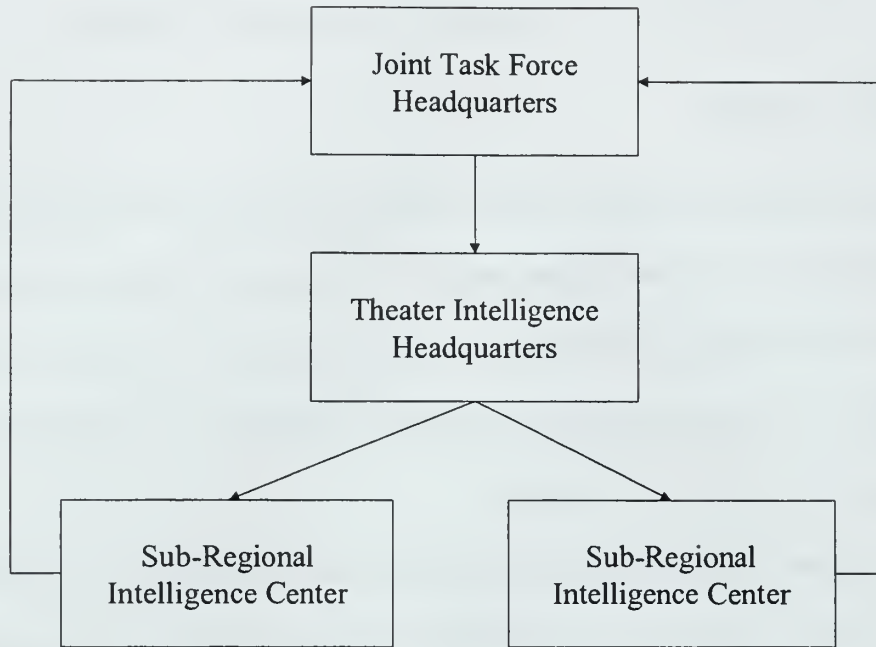 Joint Task Force
Headquarters
Theater Intelligence
Headquarters
Sub-Regional
Intelligence Center
Sub-Regional
Intelligence Center